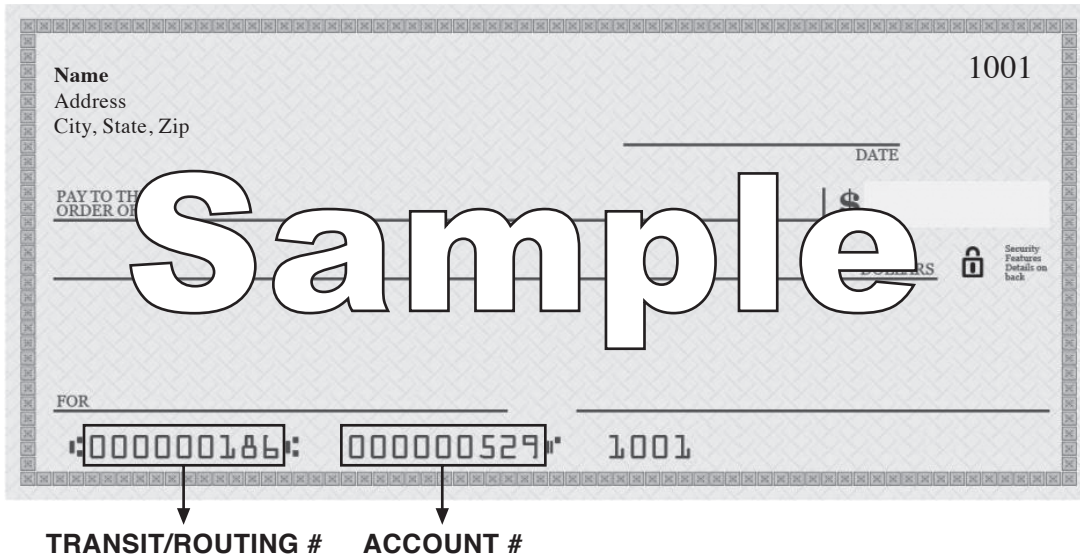 1001
Name
Address
City, State, Zip
DATE
PAY TO TH
ORDER OF
$
Sample
DOLLARS
Security
Features
Details on
back
FOR
⑆000000186⑆ 000000529⑈ 1001
TRANSIT/ROUTING # ACCOUNT #